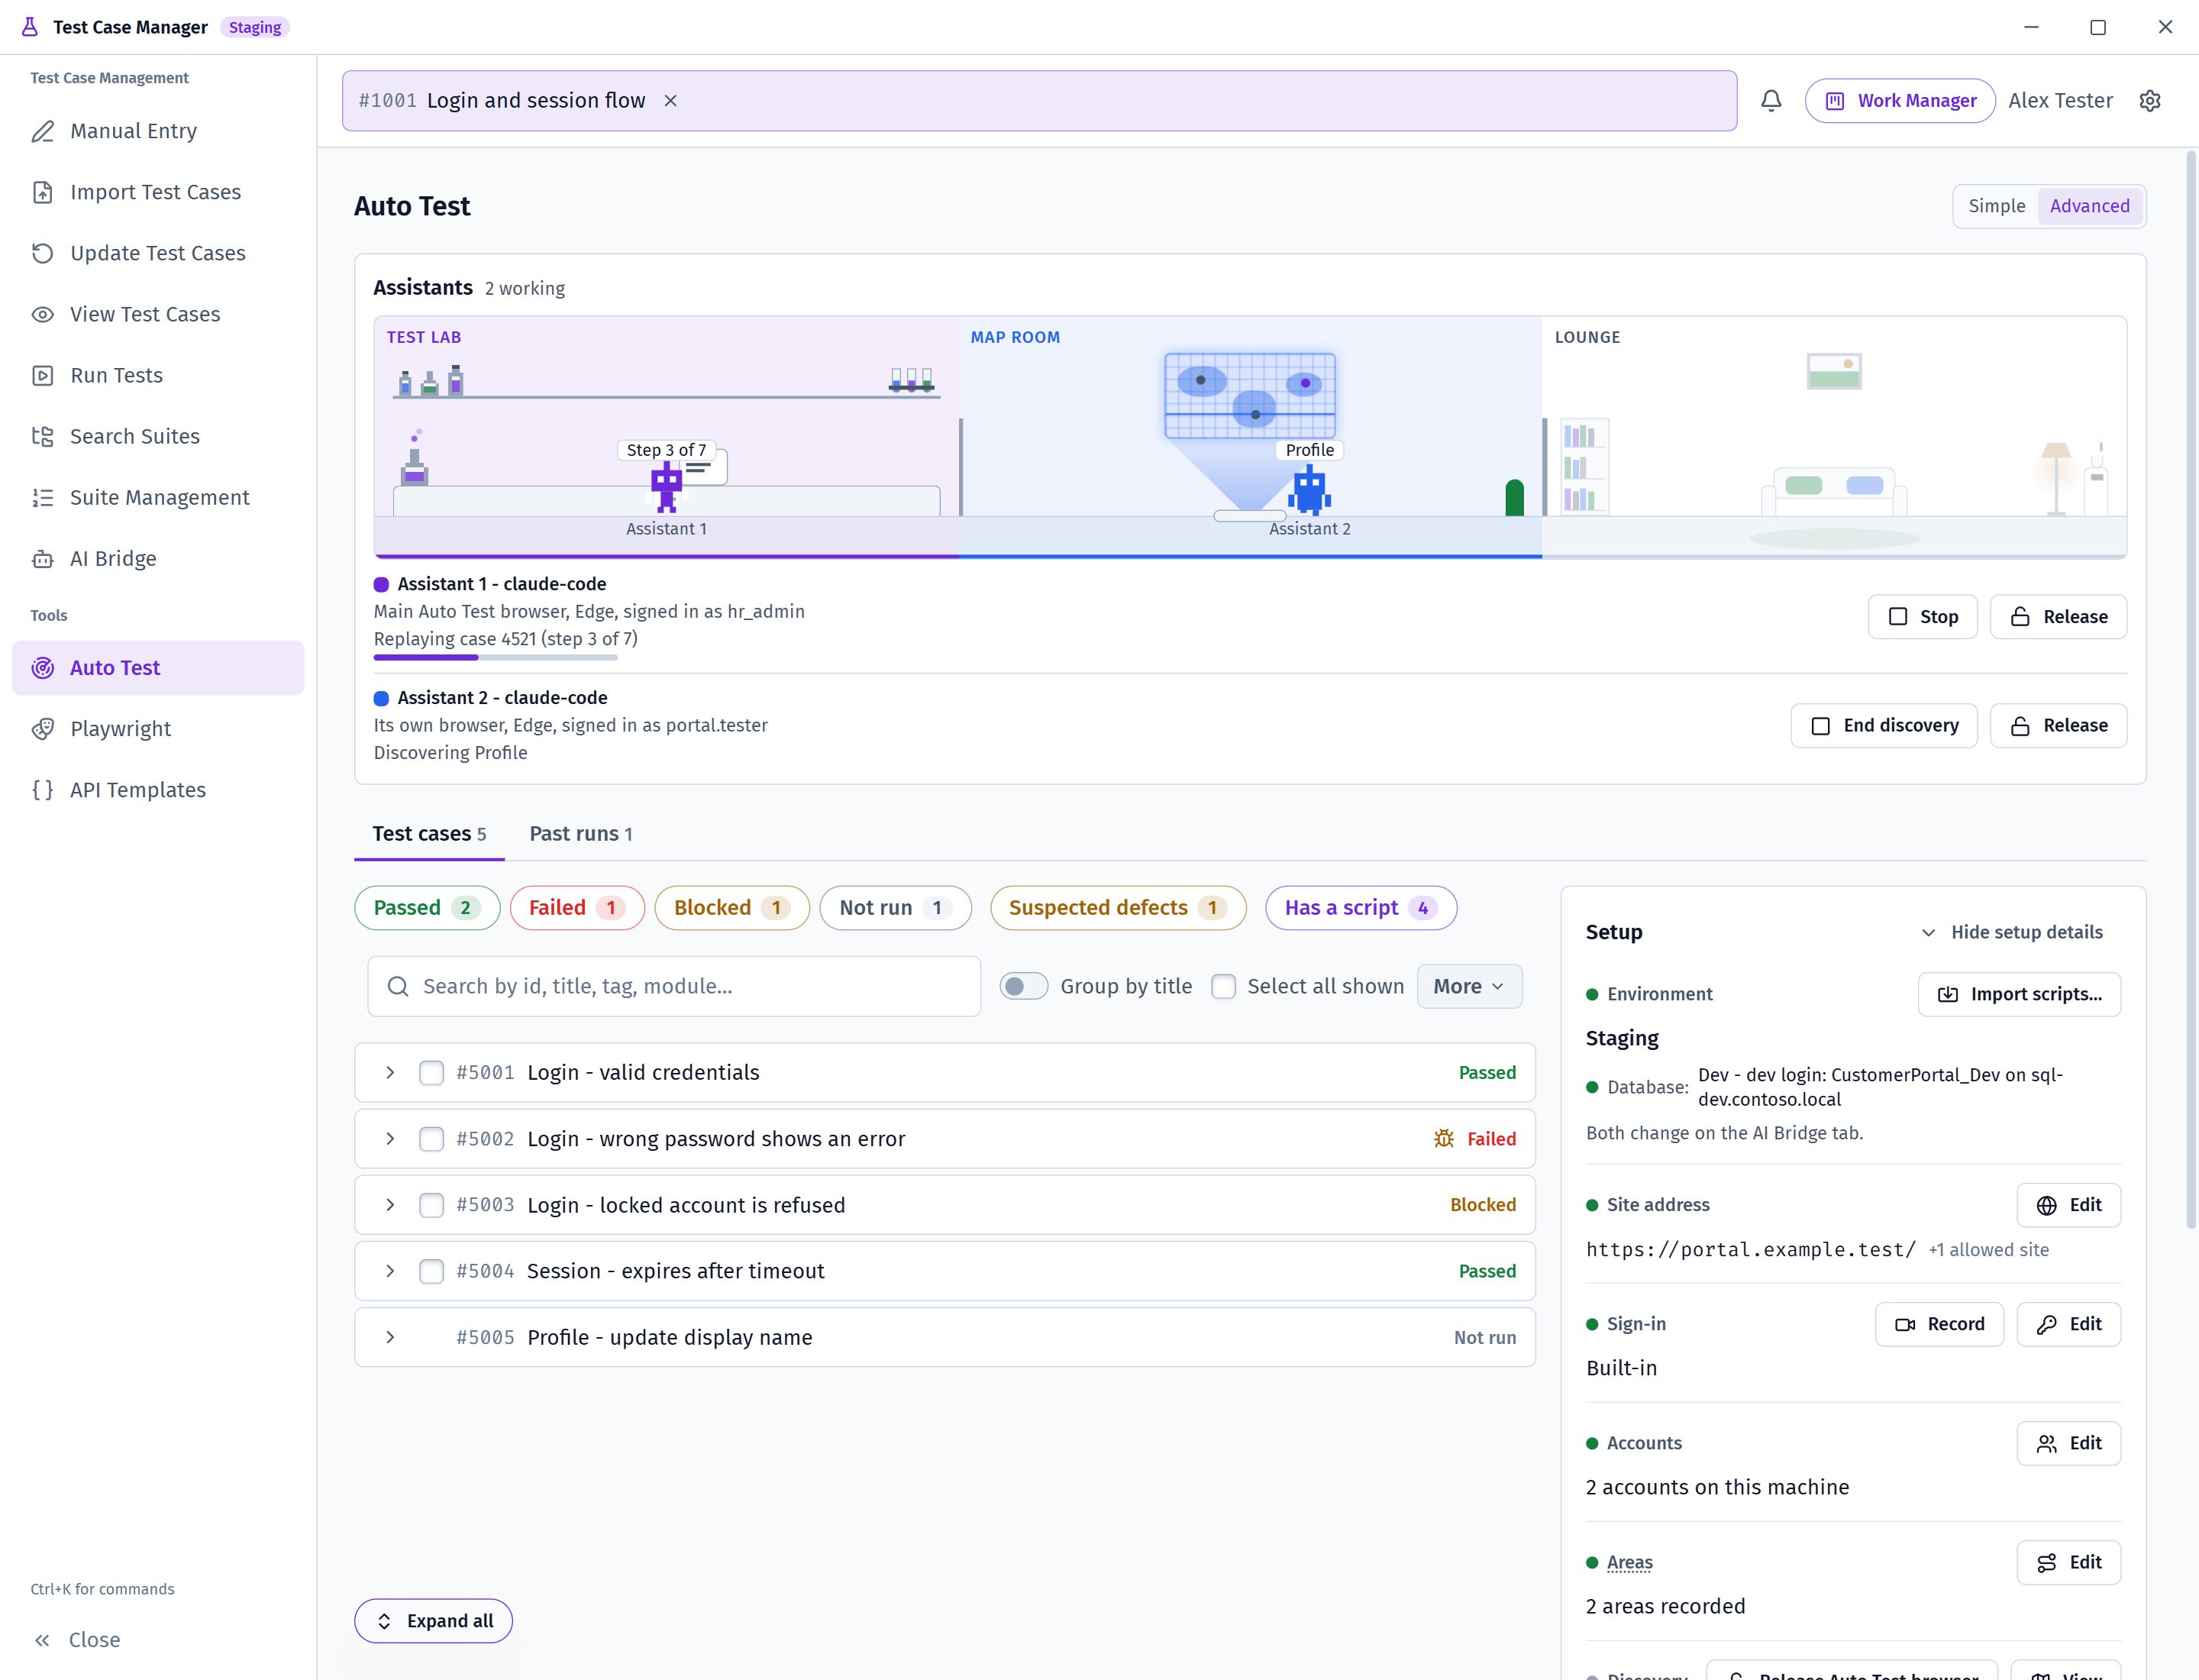 Test Case Manager Staging
Test Case Management
Manual Entry
Import Test Cases
Update Test Cases
View Test Cases
Run Tests
Search Suites
Suite Management
AI Bridge
Tools
Auto Test
Playwright
API Templates
Ctrl+K for commands
Close
#1001 Login and session flow
Work Manager
Alex Tester
Auto Test
Simple Advanced
Assistants 2 working
TEST LAB
MAP ROOM
LOUNGE
Step 3 of 7
Profile
Assistant 1
Assistant 2
Assistant 1 - claude-code
Main Auto Test browser, Edge, signed in as hr_admin
Replaying case 4521 (step 3 of 7)
Stop
Release
Assistant 2 - claude-code
Its own browser, Edge, signed in as portal.tester
Discovering Profile
End discovery
Release
Test cases 5
Past runs 1
Passed 2
Failed 1
Blocked 1
Not run 1
Suspected defects 1
Has a script 4
Search by id, title, tag, module...
Group by title
Select all shown
More
#5001 Login - valid credentials Passed
#5002 Login - wrong password shows an error Failed
#5003 Login - locked account is refused Blocked
#5004 Session - expires after timeout Passed
#5005 Profile - update display name Not run
Expand all
Setup
Hide setup details
Environment
Import scripts...
Staging
Database: Dev - dev login: CustomerPortal_Dev on sql-
dev.contoso.local
Both change on the AI Bridge tab.
Site address
Edit
https://portal.example.test/ +1 allowed site
Sign-in
Record
Edit
Built-in
Accounts
Edit
2 accounts on this machine
Areas
Edit
2 areas recorded
Discovery
Release Auto Test browser
View